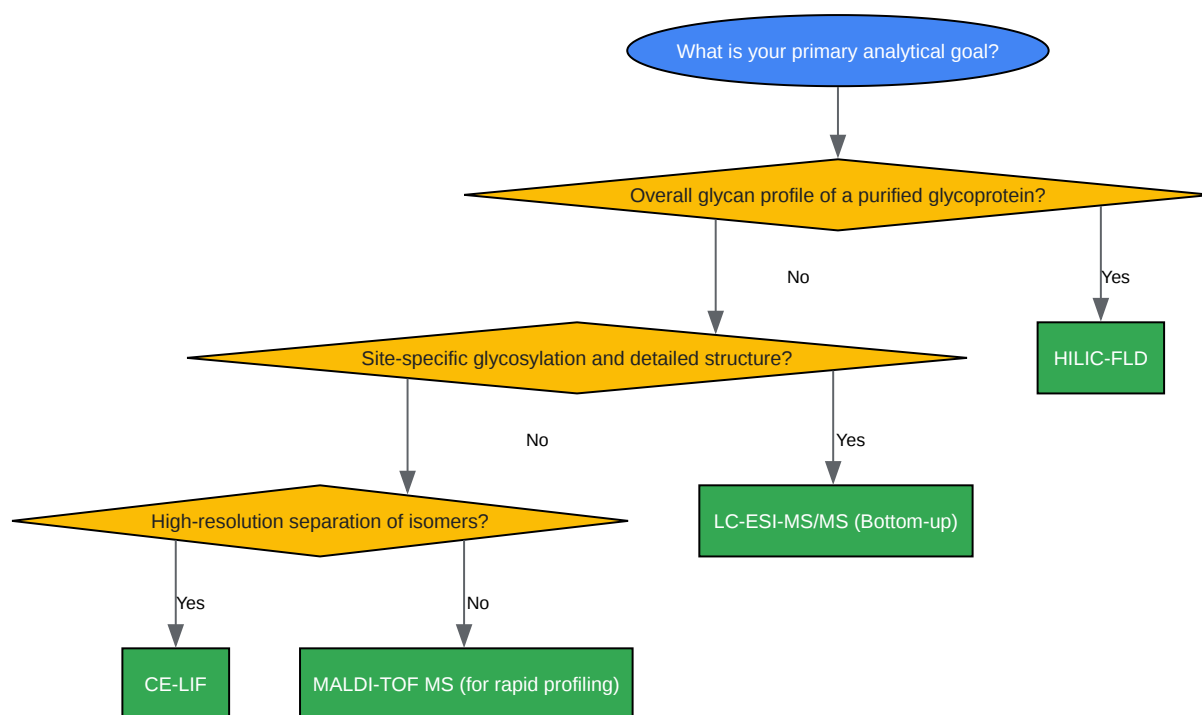 What is your primary analytical goal?
Overall glycan profile of a purified glycoprotein?
No
Yes
Site-specific glycosylation and detailed structure?
HILIC-FLD
No
Yes
High-resolution separation of isomers?
LC-ESI-MS/MS (Bottom-up)
Yes
No
CE-LIF
MALDI-TOF MS (for rapid profiling)